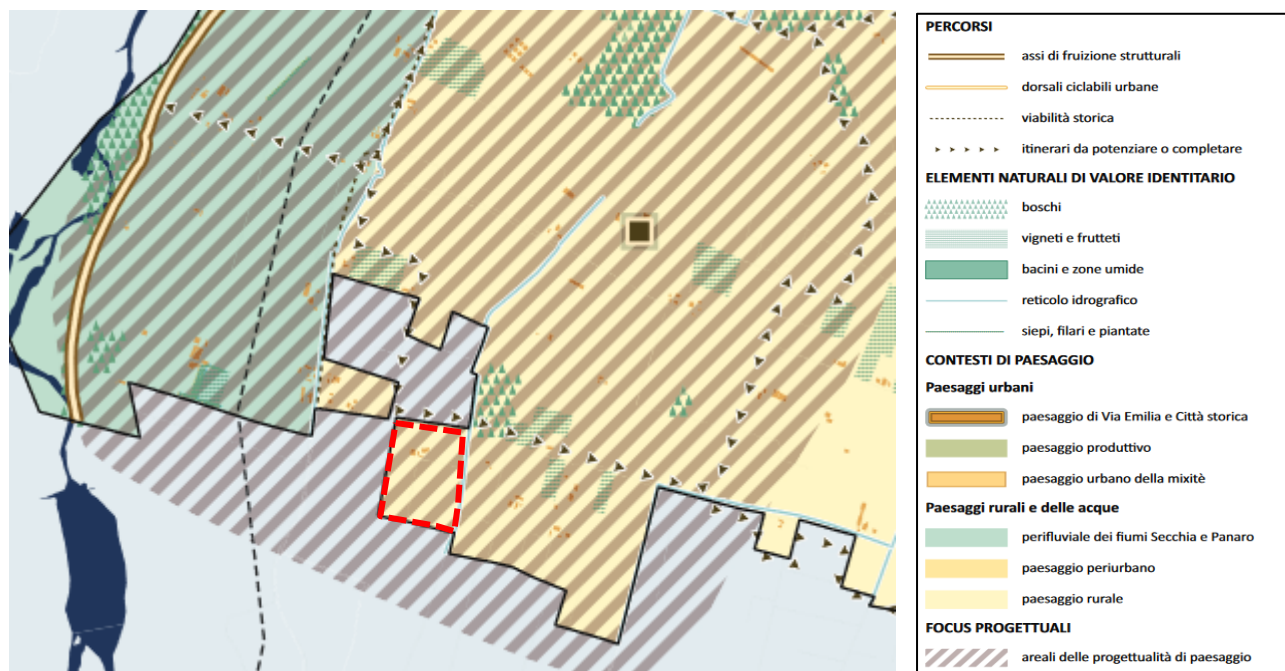 PERCORSI
assi di fruizione strutturali
dorsali ciclabili urbane
viabilità storica
itinerari da potenziare o completare
ELEMENTI NATURALI DI VALORE IDENTITARIO
boschi
vigneti e frutteti
bacini e zone umide
reticolo idrografico
siepi, filari e piantate
CONTESTI DI PAESAGGIO
Paesaggi urbani
paesaggio di Via Emilia e Città storica
paesaggio produttivo
paesaggio urbano della mixitè
Paesaggi rurali e delle acque
perifluviale dei fiumi Secchia e Panaro
paesaggio periurbano
paesaggio rurale
FOCUS PROGETTUALI
areali delle progettualità di paesaggio